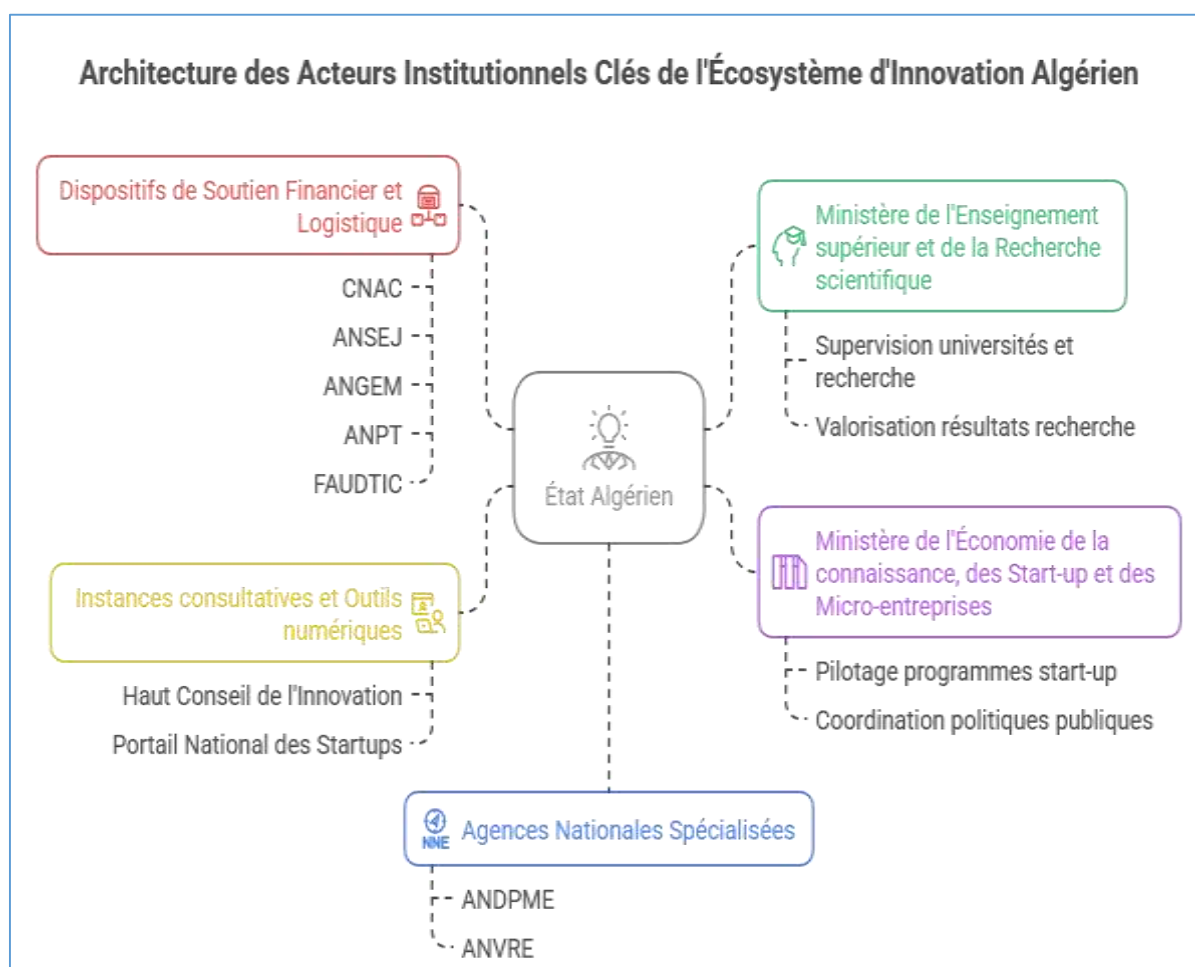 Architecture des Acteurs Institutionnels Clés de l'Écosystème d'Innovation Algérien
Dispositifs de Soutien Financier et
Logistique
CNAC
ANSEJ
ANGEM
ANPT
FAUDTIC
Ministère de l'Enseignement
supérieur et de la Recherche
scientifique
Supervision universités et
recherche
Valorisation résultats recherche
État Algérien
Instances consultatives et Outils
numériques
Haut Conseil de l'Innovation
Portail National des Startups
Ministère de l'Économie de la
connaissance, des Start-up et des
Micro-entreprises
Pilotage programmes start-up
Coordination politiques publiques
NNE
Agences Nationales Spécialisées
ANDPME
ANVRE